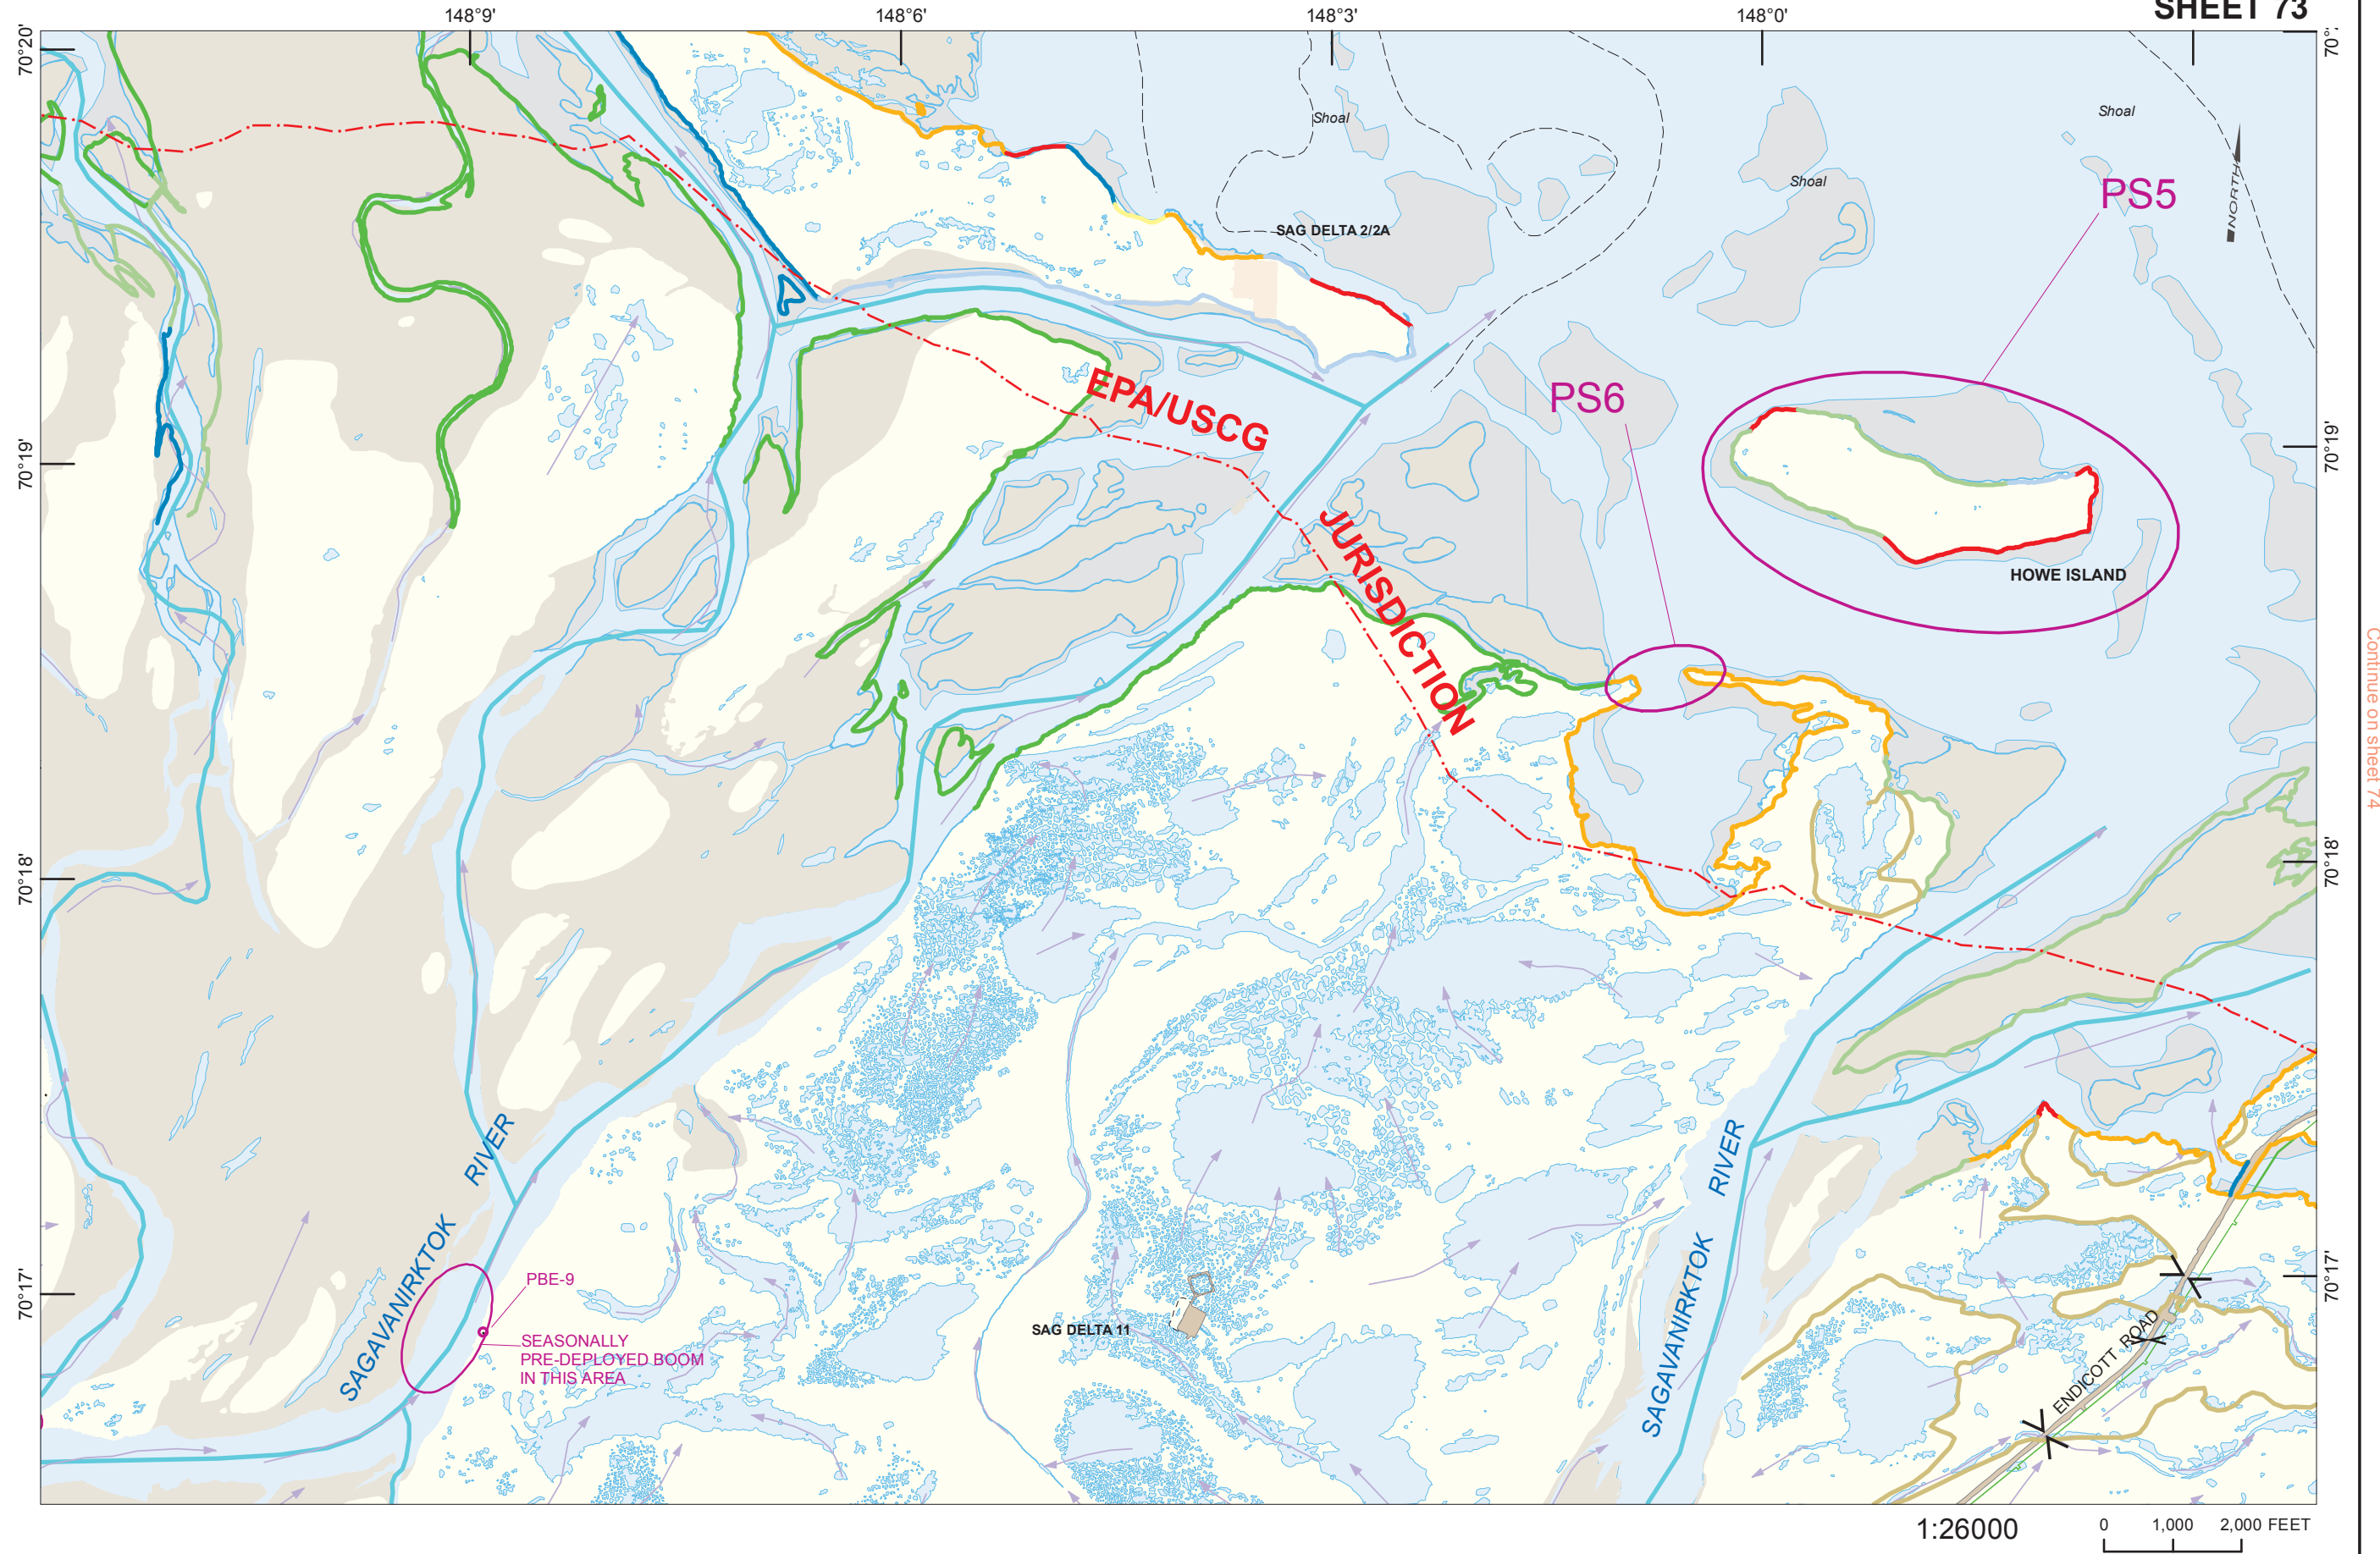 SHEET 73
148°9'
148°6'
148°3'
148°0'
70°20'
Shoal
Shoal
Shoal
NORTH
PS5
SAG DELTA 2/2A
PS6
EPA/USCG
70°19'
70°19'
JURISDICTION
HOWE ISLAND
Continue on sheet 74
70°18'
70°18'
SAGAVANIRKTOK RIVER
SAGAVANIRKTOK RIVER
70°17'
70°17'
PBE-9
SEASONALLY
PRE-DEPLOYED BOOM
IN THIS AREA
SAG DELTA 11
ENDICOTT ROAD
1:26000
0 1,000 2,000 FEET